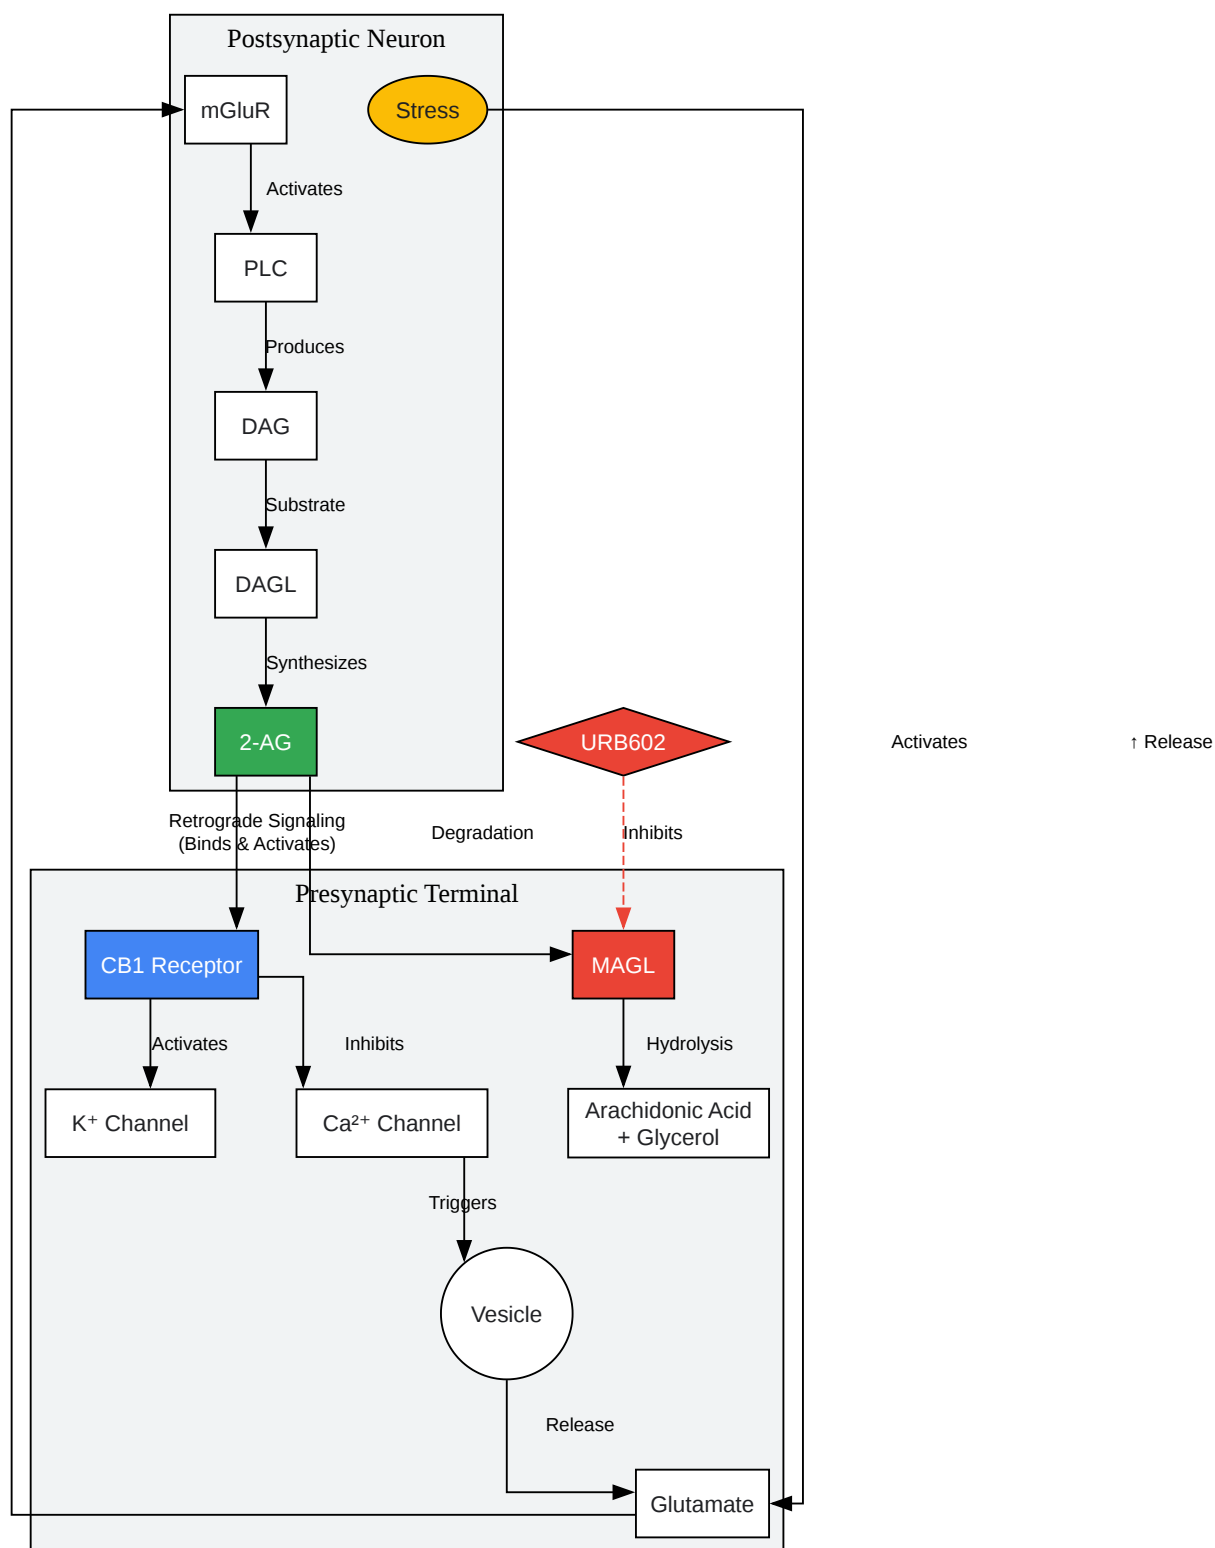 Postsynaptic Neuron
mGluR
Stress
Activates
PLC
Produces
DAG
Substrate
DAGL
Synthesizes
2-AG
URB602
Activates
↑ Release
Retrograde Signaling
(Binds & Activates)
Degradation
Inhibits
Presynaptic Terminal
CB1 Receptor
MAGL
Activates
Inhibits
Hydrolysis
K⁺ Channel
Ca²⁺ Channel
Arachidonic Acid
+ Glycerol
Triggers
Vesicle
Release
Glutamate